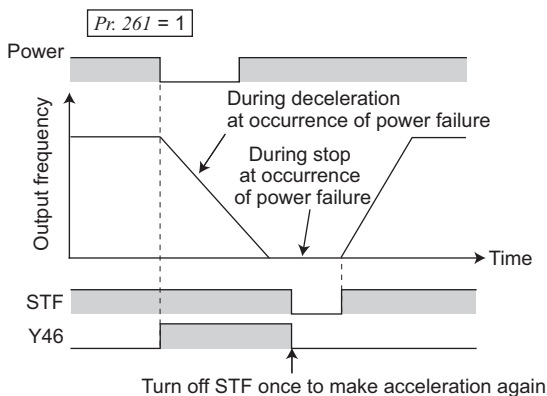 Pr. 261 = 1
Power
During deceleration
at occurrence of power failure
During stop
at occurrence
of power failure
Output frequency
Time
STF
Y46
Turn off STF once to make acceleration again